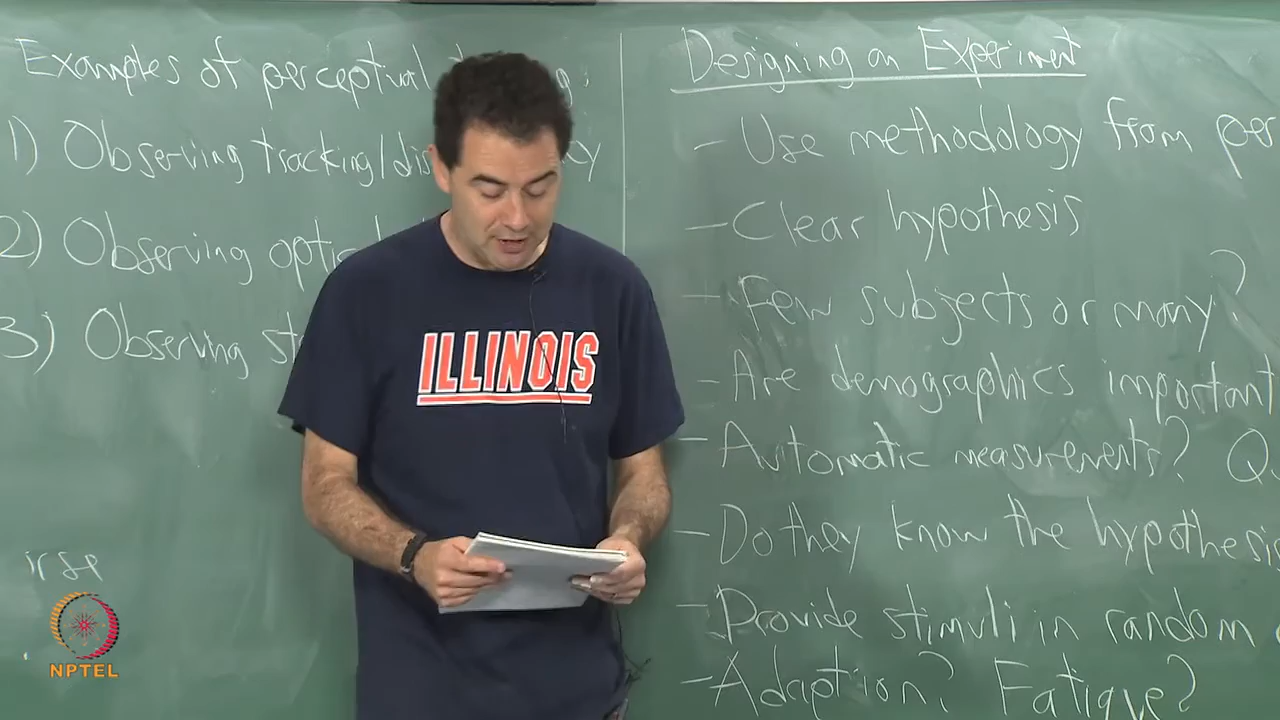 Examples of perceptual
1) Observing tracking/dis
2) Observing optic
3) Observing st
Designing an Experiment
- Use methodology from per
- Clear hypothesis
- Few subjects or many?
- Are demographics important
- Automatic measurements? Q
- Do they know the hypothesis
- Provide stimuli in random
- Adaption? Fatigue?
ILLINOIS
NPTEL